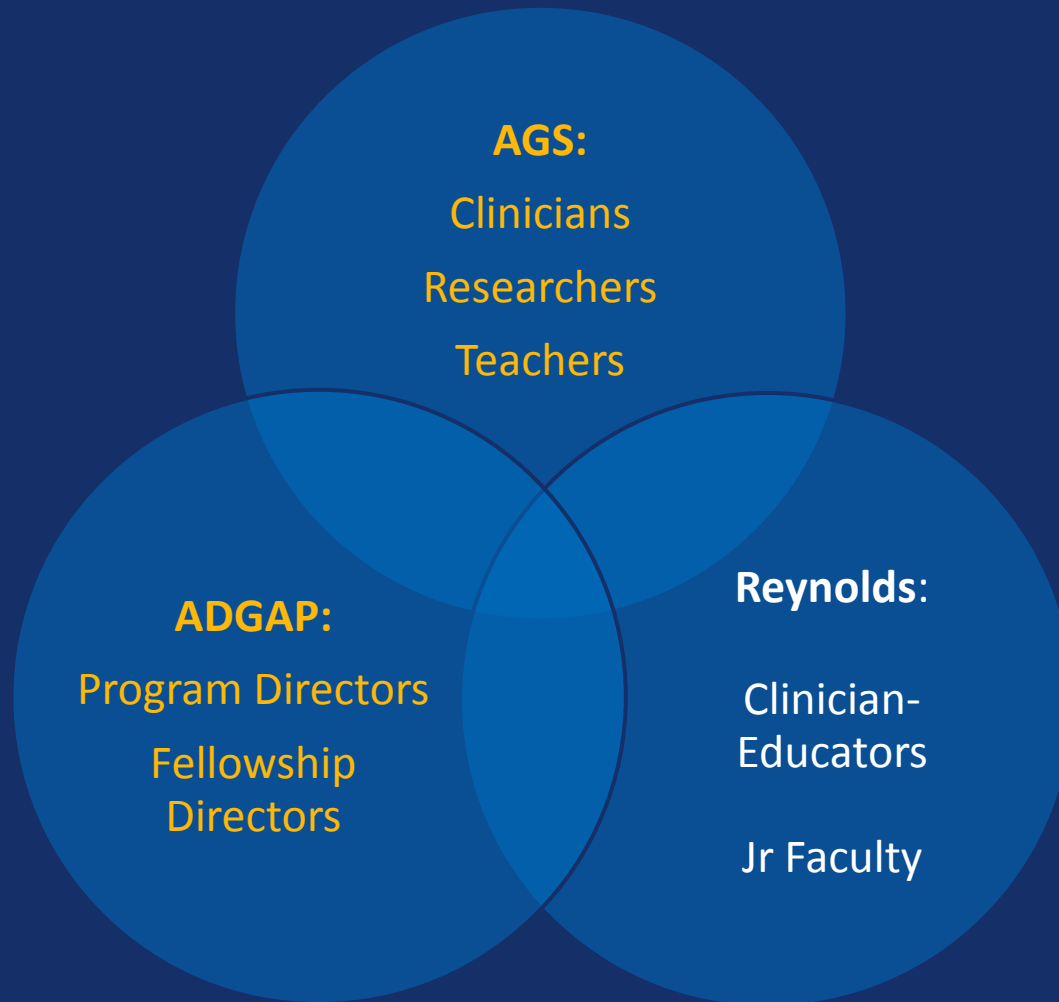 AGS:
Clinicians
Researchers
Teachers
ADGAP:
Program Directors
Fellowship
Directors
Reynolds:
Clinician-
Educators
Jr Faculty